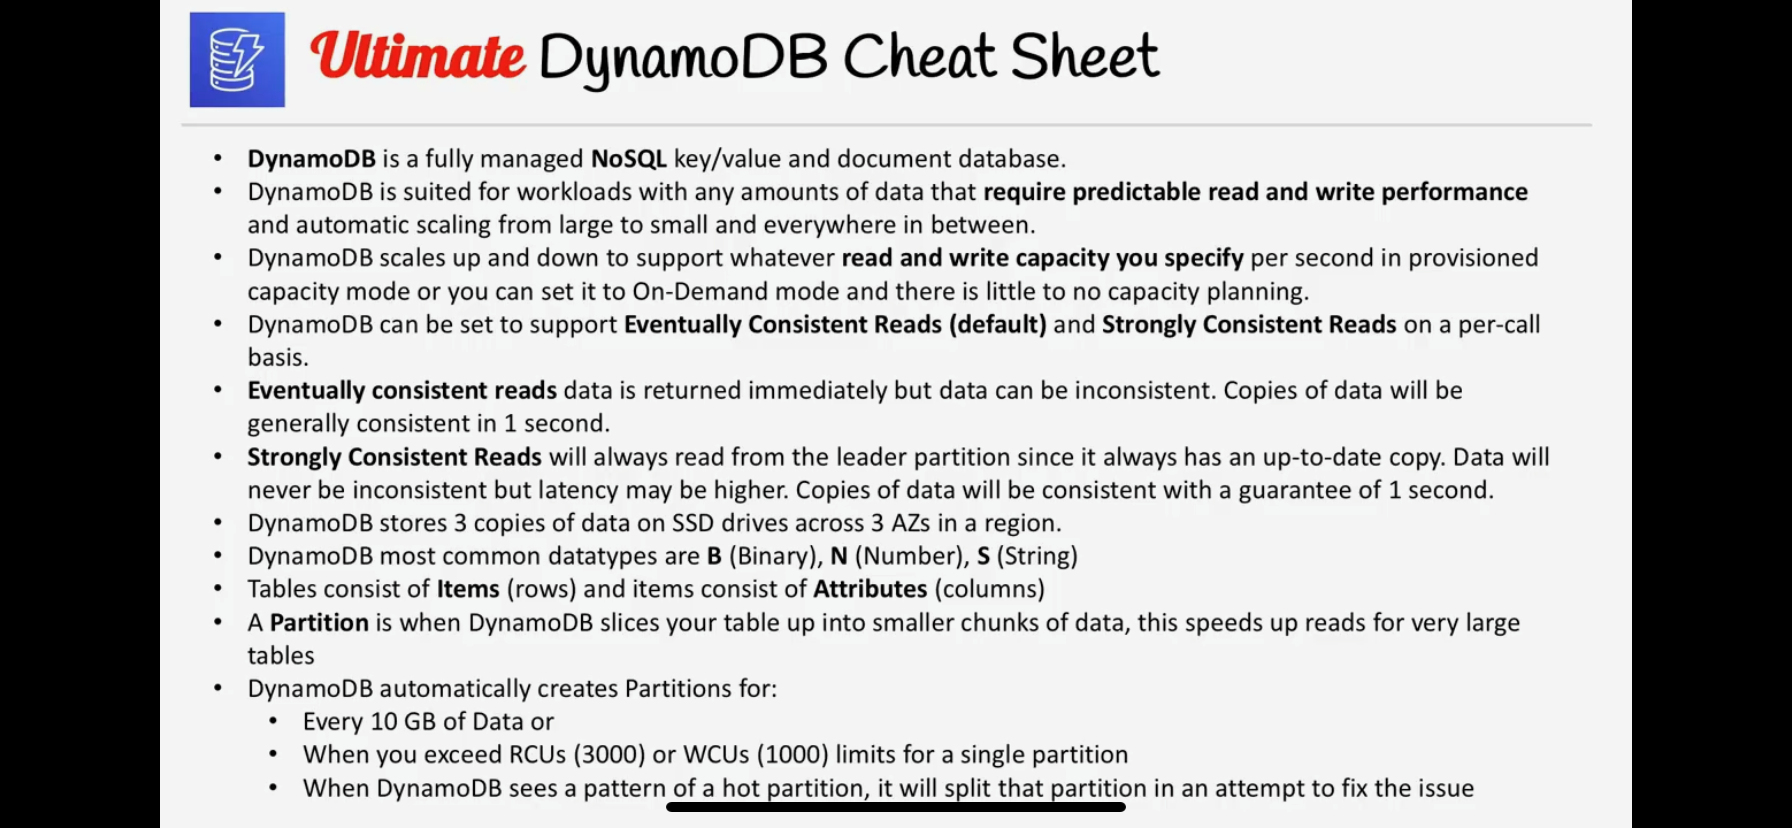 Ultimate DynamoDB Cheat Sheet
• DynamoDB is a fully managed NoSQL key/value and document database.
• DynamoDB is suited for workloads with any amounts of data that require predictable read and write performance
and automatic scaling from large to small and everywhere in between.
• DynamoDB scales up and down to support whatever read and write capacity you specify per second in provisioned
capacity mode or you can set it to On-Demand mode and there is little to no capacity planning.
• DynamoDB can be set to support Eventually Consistent Reads (default) and Strongly Consistent Reads on a per-call
basis.
• Eventually consistent reads data is returned immediately but data can be inconsistent. Copies of data will be
generally consistent in 1 second.
• Strongly Consistent Reads will always read from the leader partition since it always has an up-to-date copy. Data will
never be inconsistent but latency may be higher. Copies of data will be consistent with a guarantee of 1 second.
• DynamoDB stores 3 copies of data on SSD drives across 3 AZs in a region.
• DynamoDB most common datatypes are B (Binary), N (Number), S (String)
• Tables consist of Items (rows) and items consist of Attributes (columns)
• A Partition is when DynamoDB slices your table up into smaller chunks of data, this speeds up reads for very large
tables
• DynamoDB automatically creates Partitions for:
• Every 10 GB of Data or
• When you exceed RCUs (3000) or WCUs (1000) limits for a single partition
• When DynamoDB sees a pattern of a hot partition, it will split that partition in an attempt to fix the issue